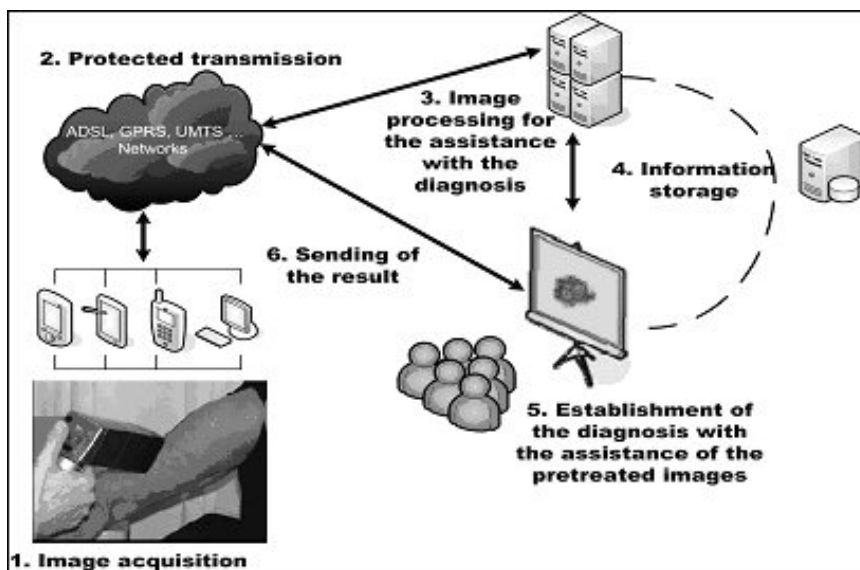 2. Protected transmission
ADSL, GPRS, UMTS ...
Networks
3. Image
processing for
the assistance
with the
diagnosis
4. Information
storage
6. Sending of
the result
5. Establishment of
the diagnosis with
the assistance of the
pretreated images
1. Image acquisition